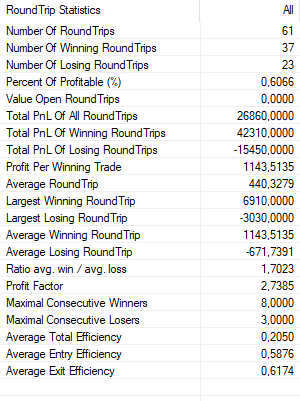 RoundTrip Statistics All
Number Of RoundTrips 61
Number Of Winning RoundTrips 37
Number Of Losing RoundTrips 23
Percent Of Profitable (%) 0,6066
Value Open RoundTrips 0,0000
Total PnL Of All RoundTrips 26860,0000
Total PnL Of Winning RoundTrips 42310,0000
Total PnL Of Losing RoundTrips -15450,0000
Profit Per Winning Trade 1143,5135
Average RoundTrip 440,3279
Largest Winning RoundTrip 6910,0000
Largest Losing RoundTrip -3030,0000
Average Winning RoundTrip 1143,5135
Average Losing RoundTrip -671,7391
Ratio avg. win / avg. loss 1,7023
Profit Factor 2,7385
Maximal Consecutive Winners 8,0000
Maximal Consecutive Losers 3,0000
Average Total Efficiency 0,2050
Average Entry Efficiency 0,5876
Average Exit Efficiency 0,6174